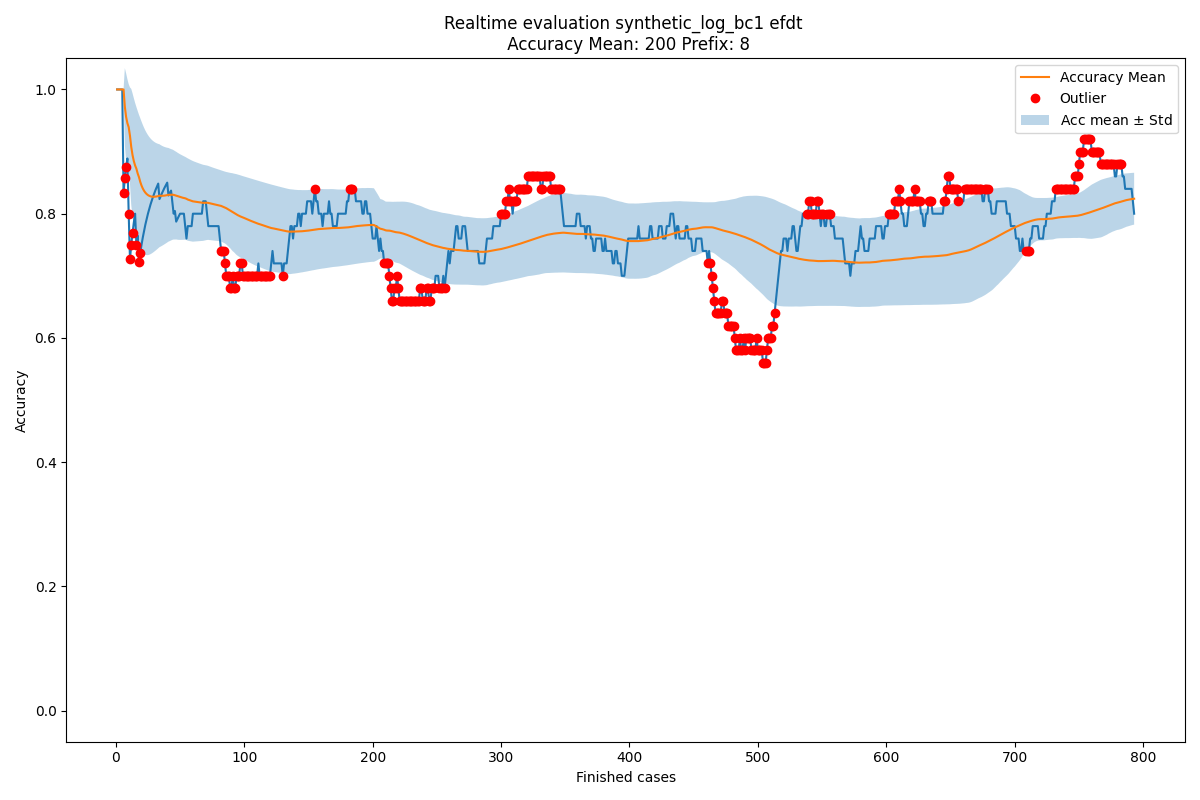 Realtime evaluation synthetic_log_bc1 efdt
Accuracy Mean: 200 Prefix: 8
Accuracy Mean
Outlier
Acc mean ± Std
Accuracy
1.0
0.8
0.6
0.4
0.2
0.0
0 100 200 300 400 500 600 700 800
Finished cases